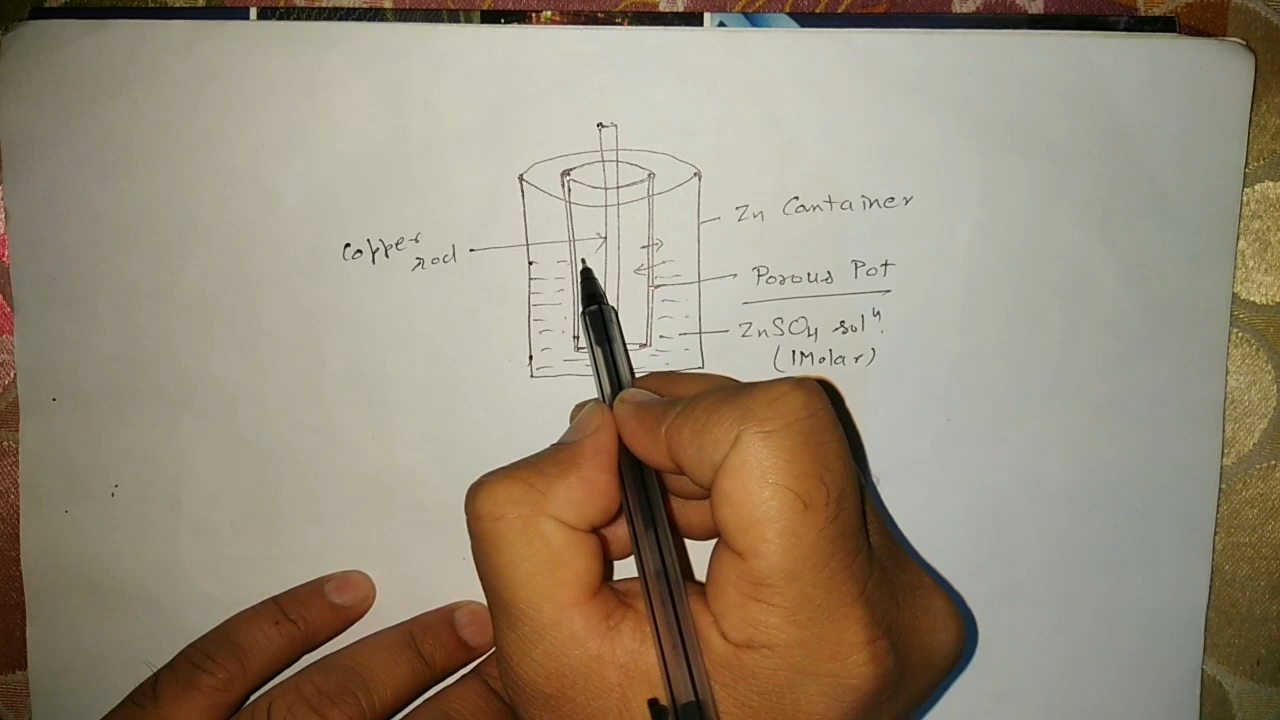 Zn Container
Copper
rod
Porous Pot
ZnSO4 solⁿ.
(1Molar)